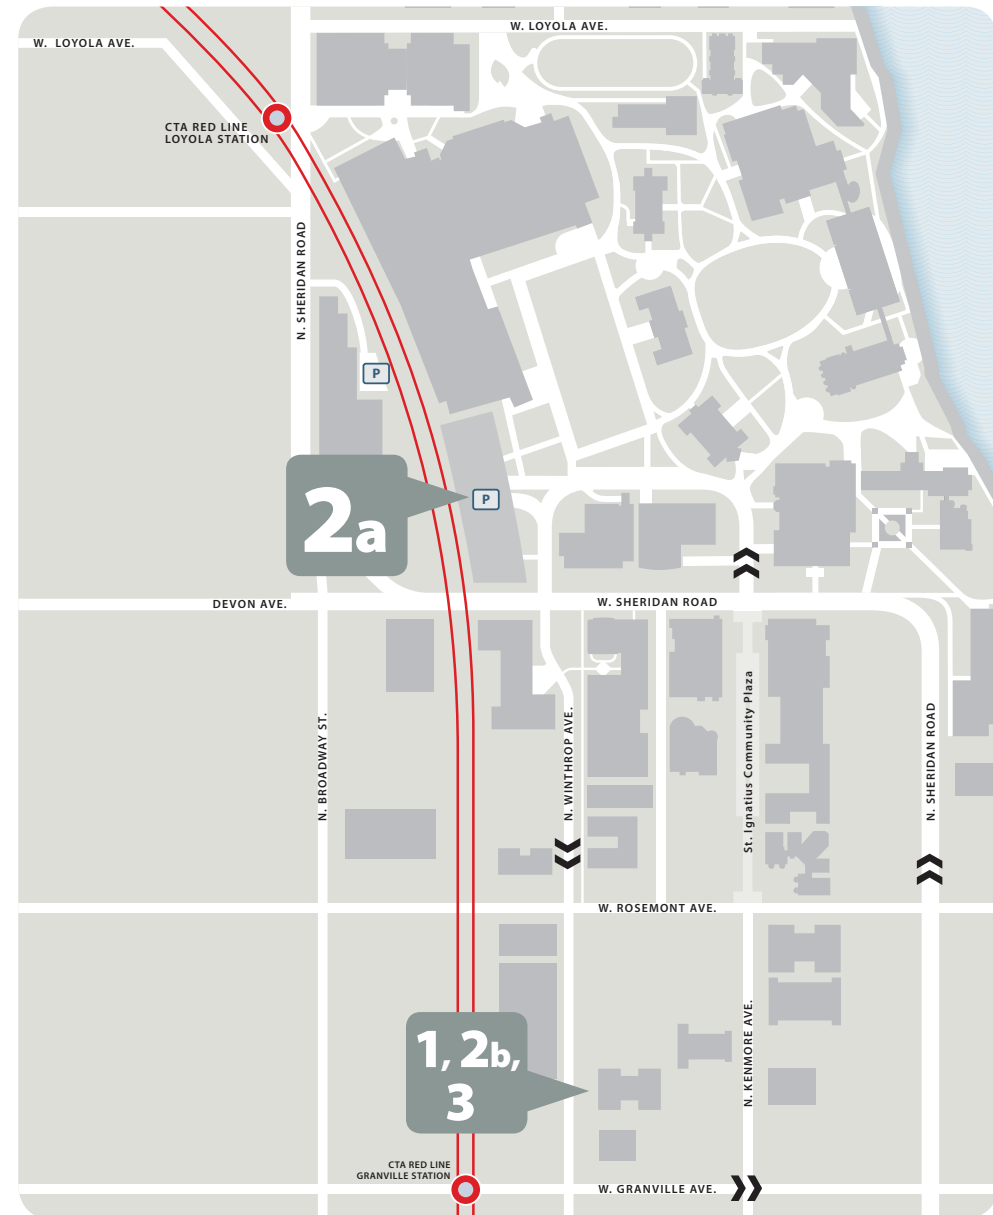 W. LOYOLA AVE.
W. LOYOLA AVE.
CTA RED LINE
LOYOLA STATION
N. SHERIDAN ROAD
P
2a
P
DEVON AVE.
W. SHERIDAN ROAD
N. BROADWAY ST.
N. WINTHROP AVE.
St. Ignatius Community Plaza
N. SHERIDAN ROAD
W. ROSEMONT AVE.
1, 2b,
3
N. KENMORE AVE.
CTA RED LINE
GRANVILLE STATION
W. GRANVILLE AVE.